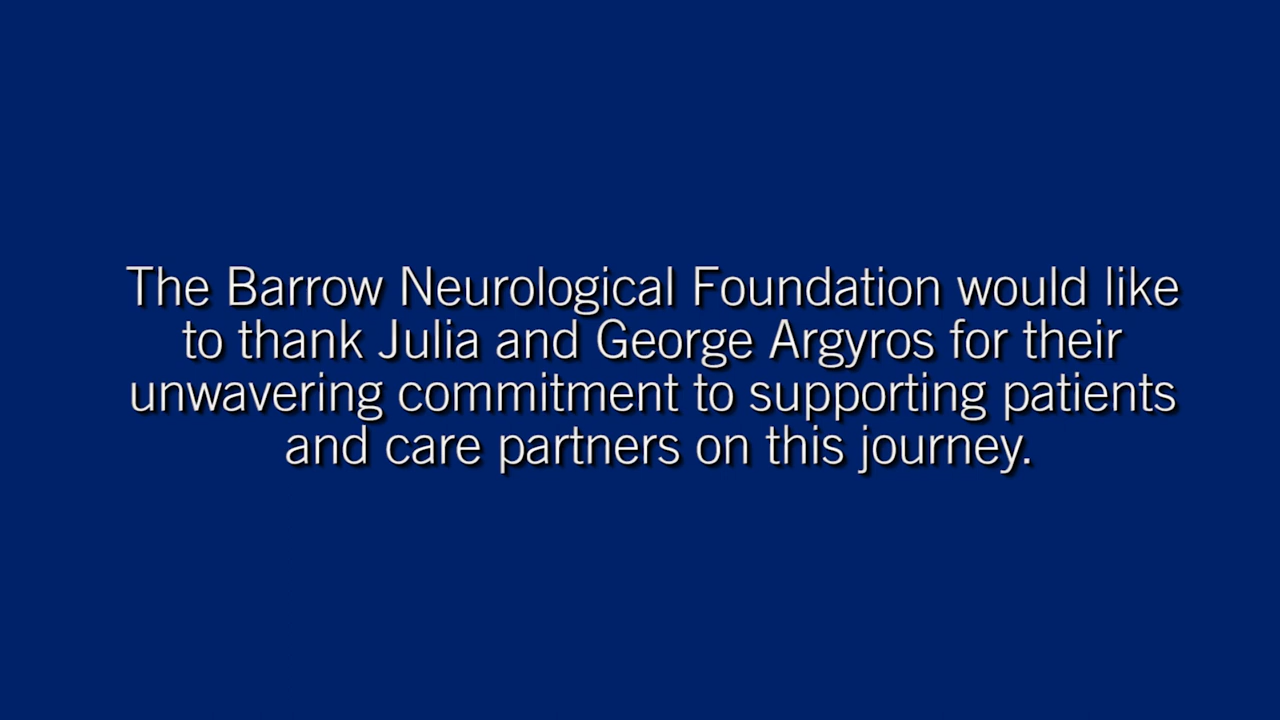 The Barrow Neurological Foundation would like
to thank Julia and George Argyros for their
unwavering commitment to supporting patients
and care partners on this journey.